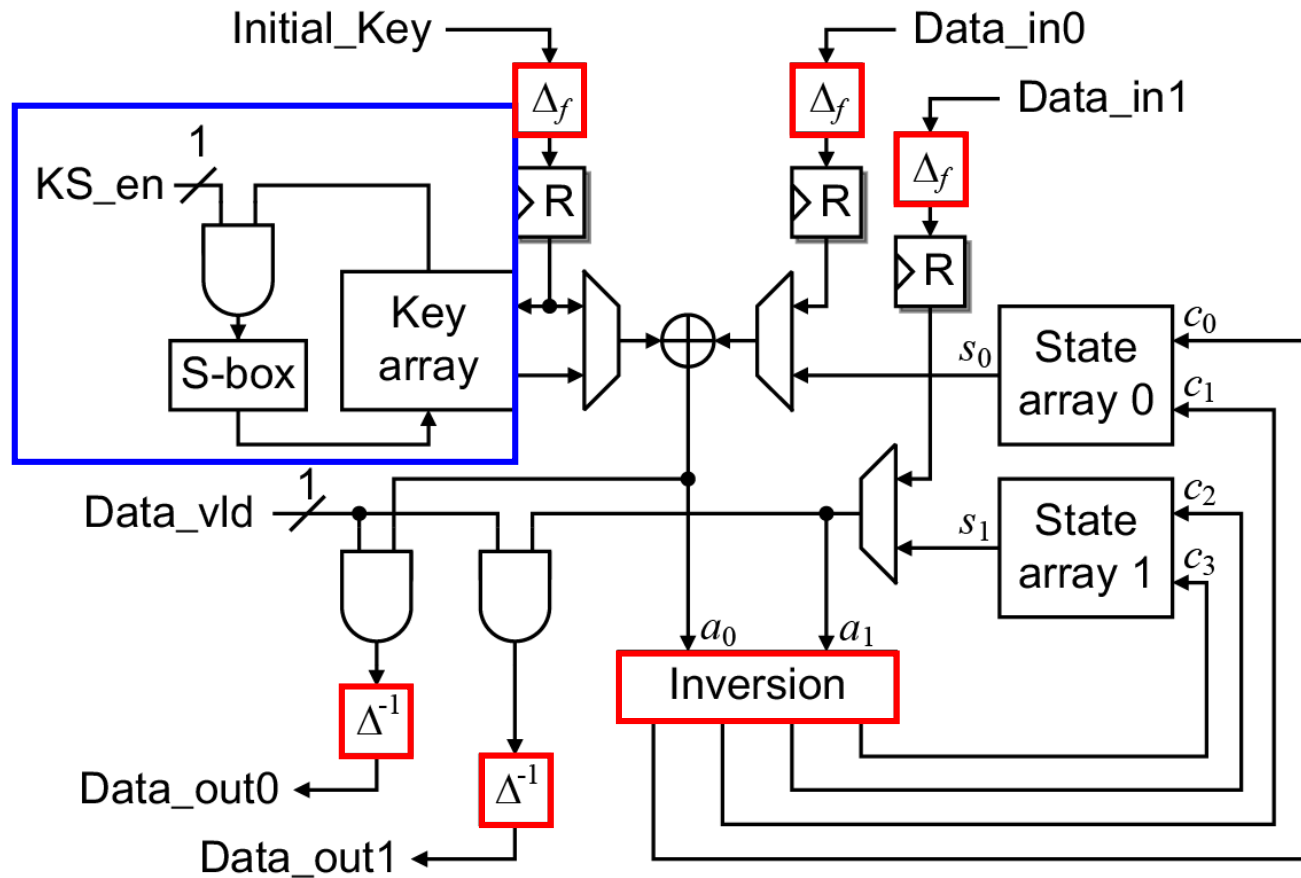 Initial_Key
Data_in0
Δf
Δf
Data_in1
1
KS_en
R
R
Δf
R
Key
array
S-box
s0
State
array 0
c0
c1
1
Data_vld
s1
State
array 1
c2
c3
a0
a1
Inversion
Δ-1
Δ-1
Data_out0
Data_out1